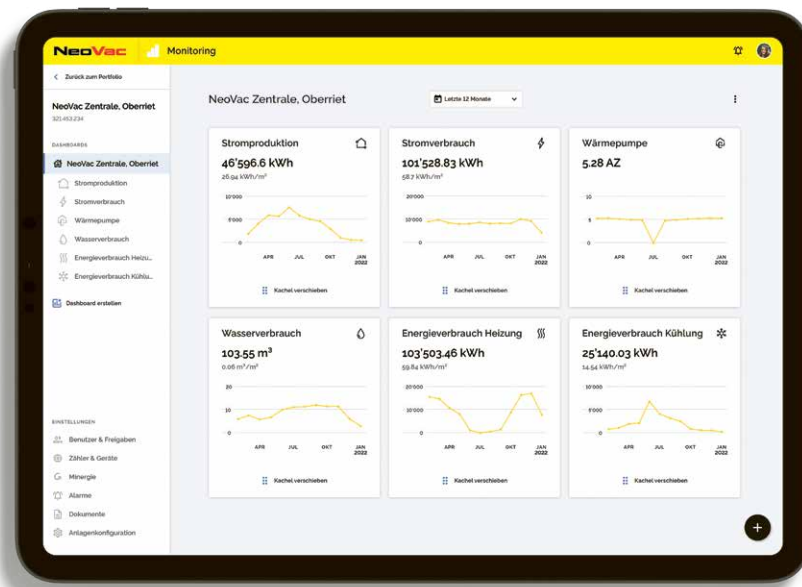 NeoVac
Monitoring
Zurück zum Portfolio
NeoVac Zentrale, Oberriet
321.453.234
DASHBOARDS
NeoVac Zentrale, Oberriet
Stromproduktion
Stromverbrauch
Wärmepumpe
Wasserverbrauch
Energieverbrauch Heizu...
Energieverbrauch Kühlu...
Dashboard erstellen
EINSTELLUNGEN
Benutzer & Freigaben
Zähler & Geräte
Minergie
Alarme
Dokumente
Anlagenkonfiguration
NeoVac Zentrale, Oberriet
Letzte 12 Monate
Stromproduktion
46'596.6 kWh
26.94 kWh/m²
10'000
5'000
0
APR JUL OKT JAN
2022
Kachel verschieben
Stromverbrauch
101'528.83 kWh
58.7 kWh/m²
20'000
10'000
0
APR JUL OKT JAN
2022
Kachel verschieben
Wärmepumpe
5.28 AZ
10
5
0
APR JUL OKT JAN
2022
Kachel verschieben
Wasserverbrauch
103.55 m³
0.06 m³/m²
20
10
0
APR JUL OKT JAN
2022
Kachel verschieben
Energieverbrauch Heizung
103'503.46 kWh
59.84 kWh/m²
20'000
10'000
0
APR JUL OKT JAN
2022
Kachel verschieben
Energieverbrauch Kühlung
25'140.03 kWh
14.54 kWh/m²
10'000
5'000
0
APR JUL OKT JAN
2022
Kachel verschieben